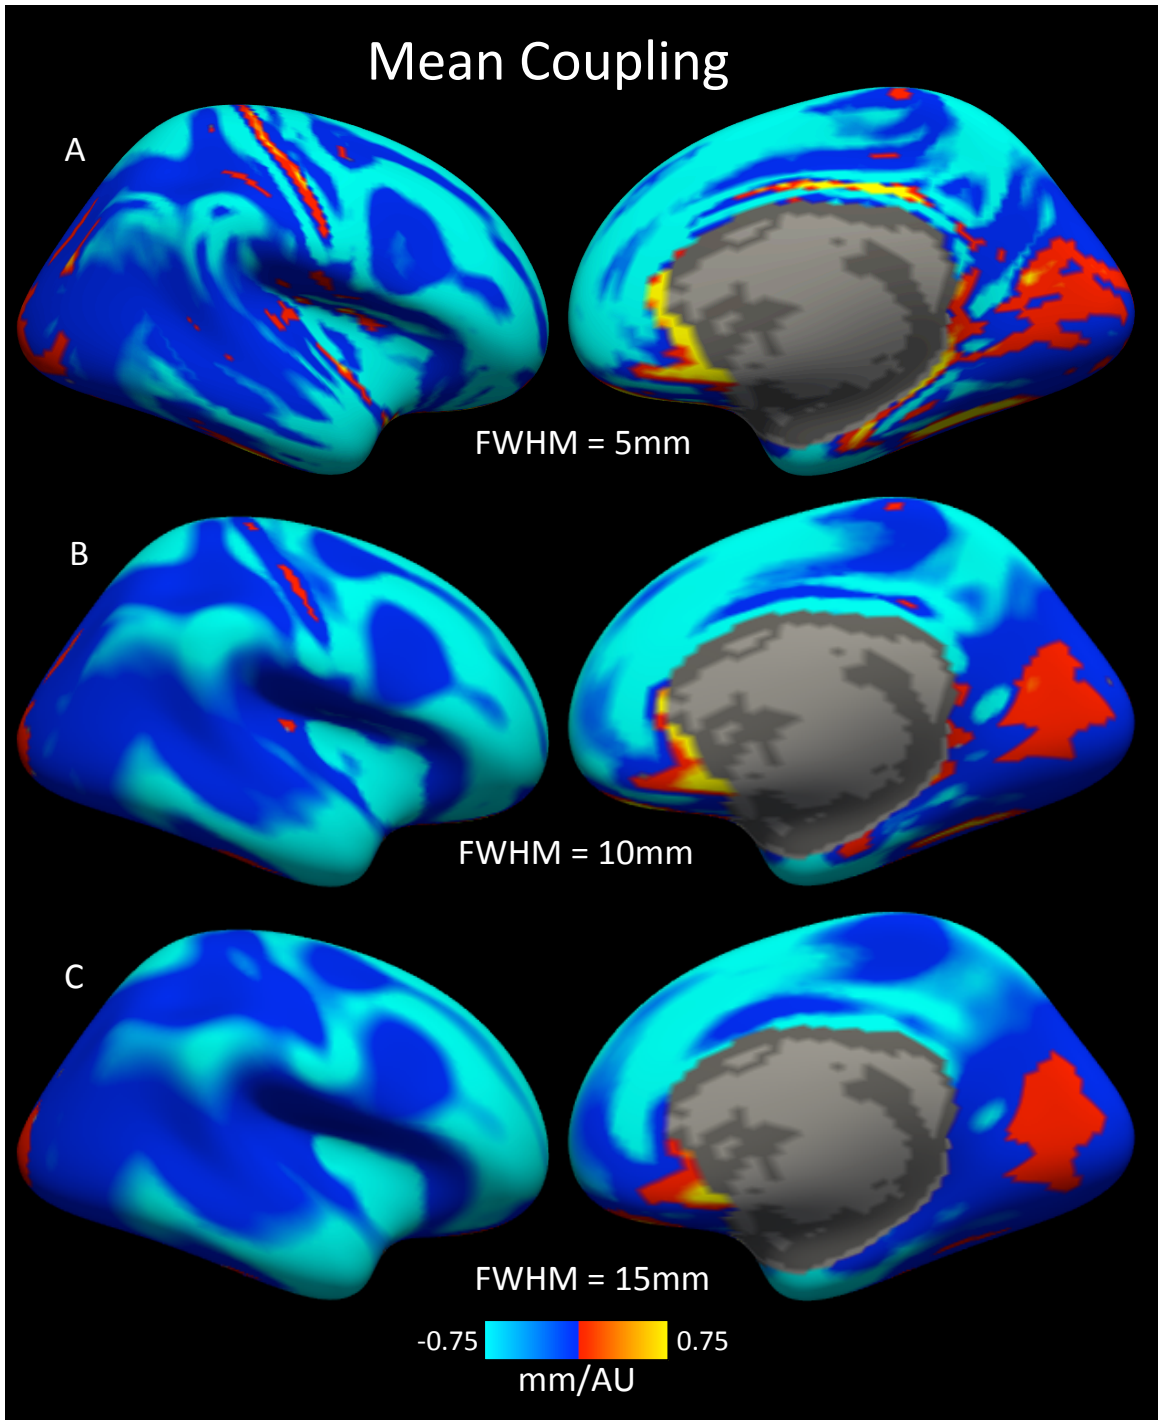 Mean Coupling
A
FWHM = 5mm
B
FWHM = 10mm
C
FWHM = 15mm
-0.75 0.75
mm/AU